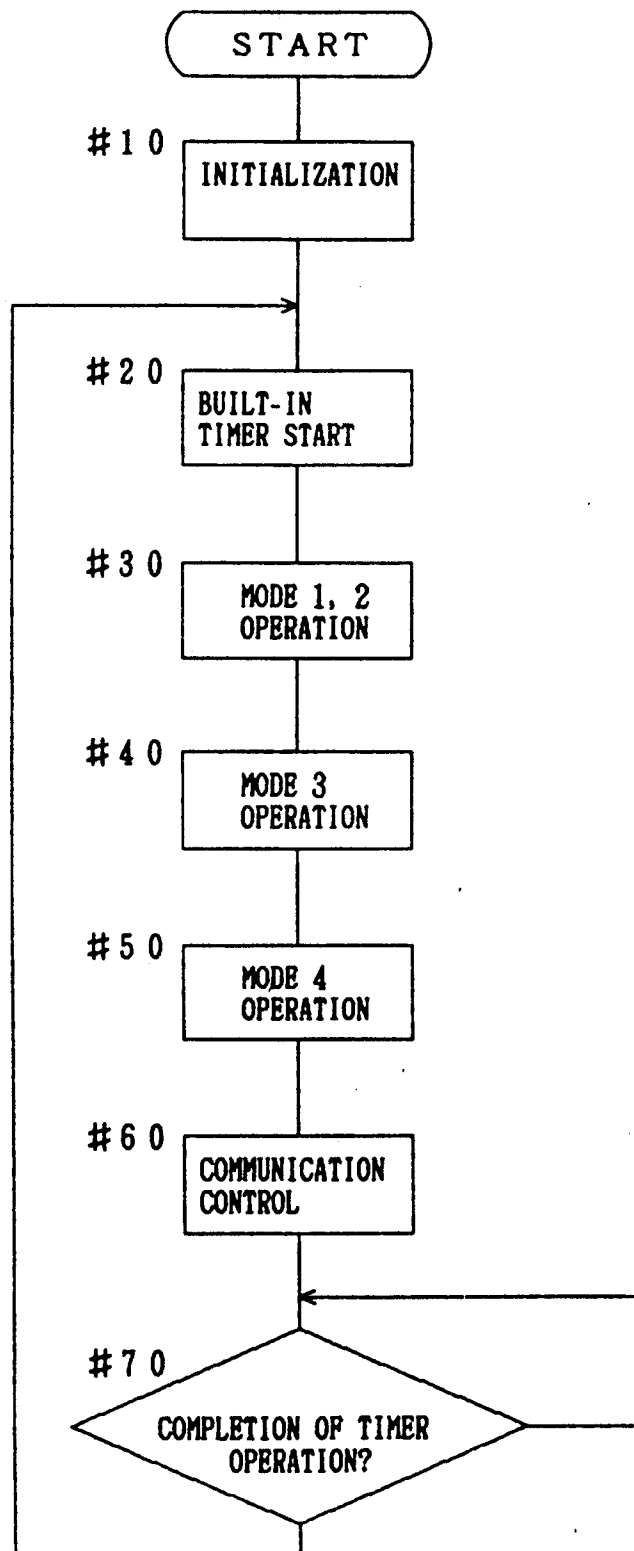 START
#10
INITIALIZATION
#20
BUILT-IN
TIMER START
#30
MODE 1, 2
OPERATION
#40
MODE 3
OPERATION
#50
MODE 4
OPERATION
#60
COMMUNICATION
CONTROL
#70
COMPLETION OF TIMER
OPERATION?